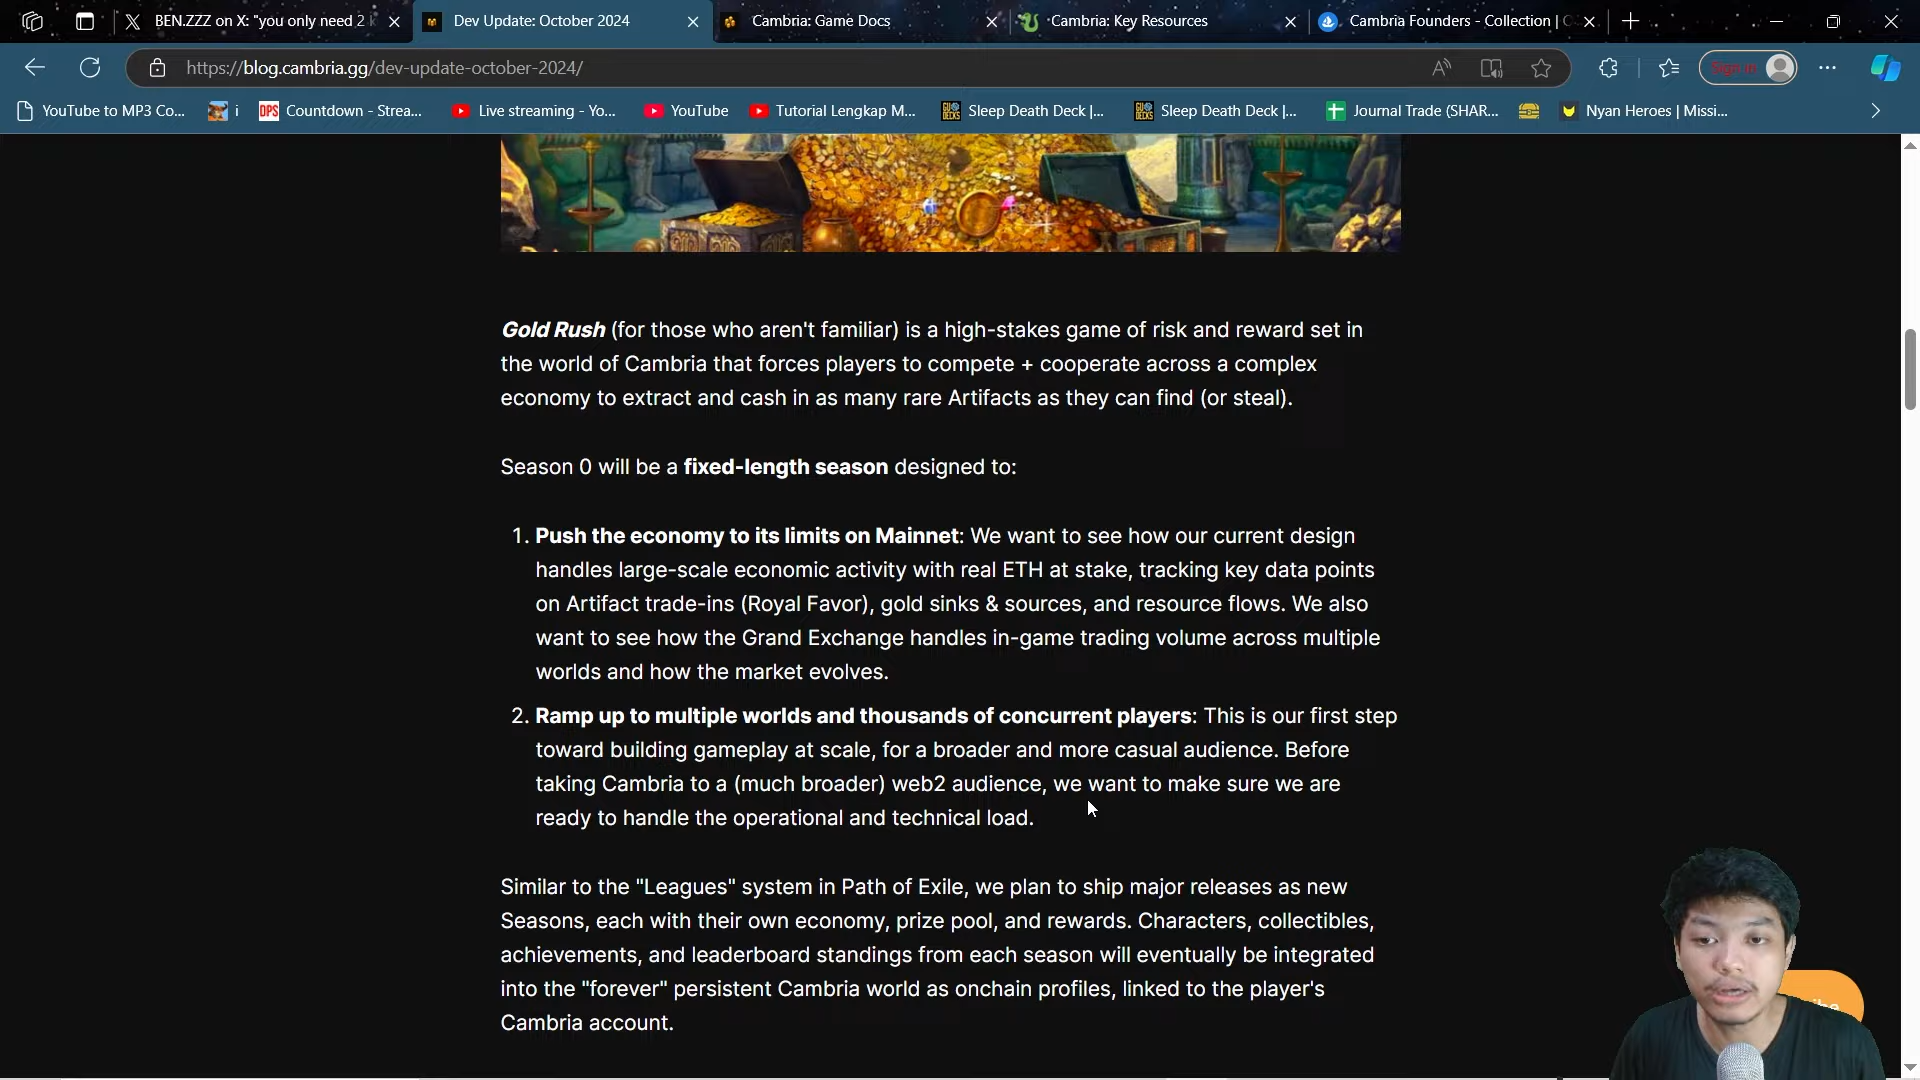 BEN.ZZZ on X: "you only need 2
Dev Update: October 2024
Cambria: Game Docs
Cambria: Key Resources
Cambria Founders - Collection |
https://blog.cambria.gg/dev-update-october-2024/
Sign in
YouTube to MP3 Co...
i
DPS
Countdown - Strea...
Live streaming - Yo...
YouTube
Tutorial Lengkap M...
Sleep Death Deck |...
Sleep Death Deck |...
Journal Trade (SHAR...
Nyan Heroes | Missi...
Gold Rush (for those who aren't familiar) is a high-stakes game of risk and reward set in
the world of Cambria that forces players to compete + cooperate across a complex
economy to extract and cash in as many rare Artifacts as they can find (or steal).
Season 0 will be a fixed-length season designed to:
1. Push the economy to its limits on Mainnet: We want to see how our current design
handles large-scale economic activity with real ETH at stake, tracking key data points
on Artifact trade-ins (Royal Favor), gold sinks & sources, and resource flows. We also
want to see how the Grand Exchange handles in-game trading volume across multiple
worlds and how the market evolves.
2. Ramp up to multiple worlds and thousands of concurrent players: This is our first step
toward building gameplay at scale, for a broader and more casual audience. Before
taking Cambria to a (much broader) web2 audience, we want to make sure we are
ready to handle the operational and technical load.
Similar to the "Leagues" system in Path of Exile, we plan to ship major releases as new
Seasons, each with their own economy, prize pool, and rewards. Characters, collectibles,
achievements, and leaderboard standings from each season will eventually be integrated
into the "forever" persistent Cambria world as onchain profiles, linked to the player's
Cambria account.